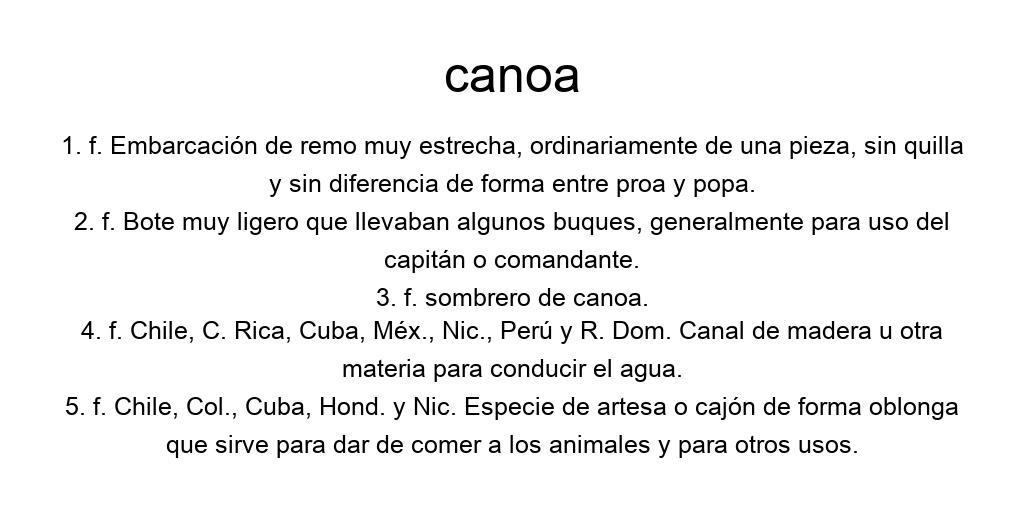 canoa
1. f. Embarcación de remo muy estrecha, ordinariamente de una pieza, sin quilla
y sin diferencia de forma entre proa y popa.
2. f. Bote muy ligero que llevaban algunos buques, generalmente para uso del
capitán o comandante.
3. f. sombrero de canoa.
4. f. Chile, C. Rica, Cuba, Méx., Nic., Perú y R. Dom. Canal de madera u otra
materia para conducir el agua.
5. f. Chile, Col., Cuba, Hond. y Nic. Especie de artesa o cajón de forma oblonga
que sirve para dar de comer a los animales y para otros usos.